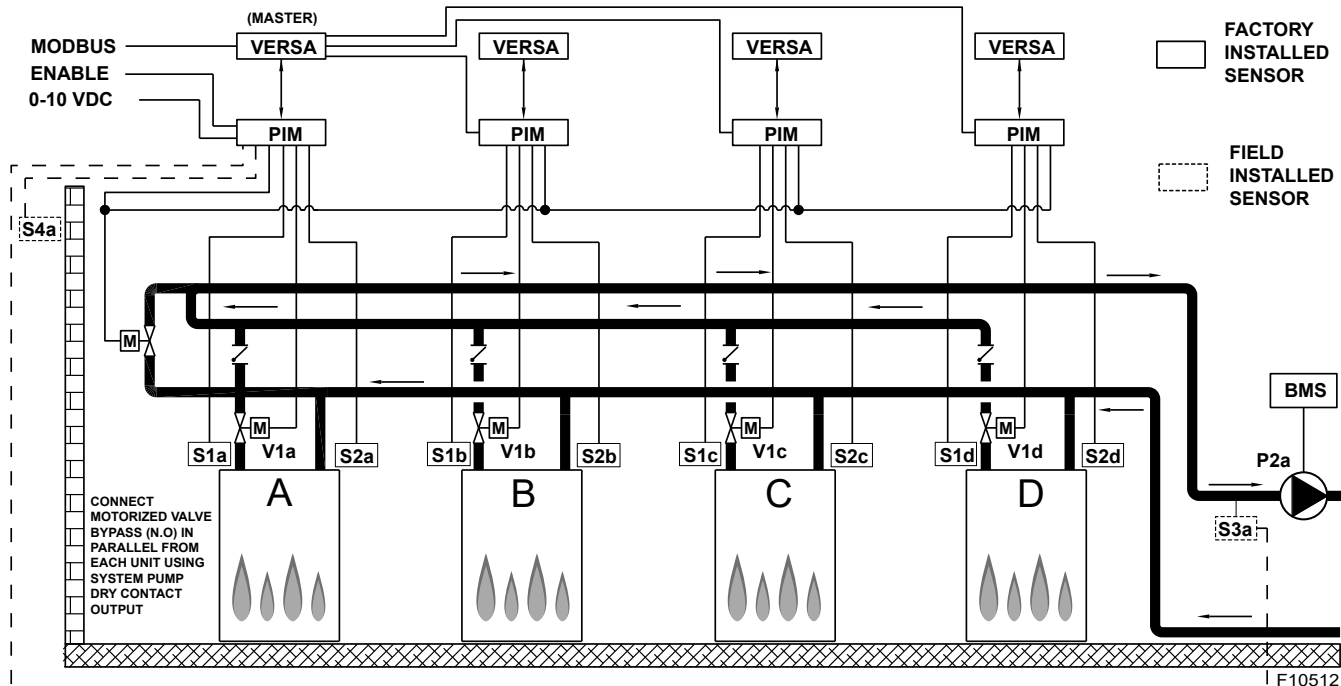 (MASTER)
MODBUS
ENABLE
0-10 VDC
VERSA
VERSA
VERSA
VERSA
PIM
PIM
PIM
PIM
FACTORY
INSTALLED
SENSOR
FIELD
INSTALLED
SENSOR
S4a
M
S1a
M
V1a
S2a
S1b
M
V1b
S2b
S1c
M
V1c
S2c
S1d
M
V1d
S2d
BMS
P2a
S3a
A
B
C
D
CONNECT
MOTORIZED VALVE
BYPASS (N.O) IN
PARALLEL FROM
EACH UNIT USING
SYSTEM PUMP
DRY CONTACT
OUTPUT
F10512